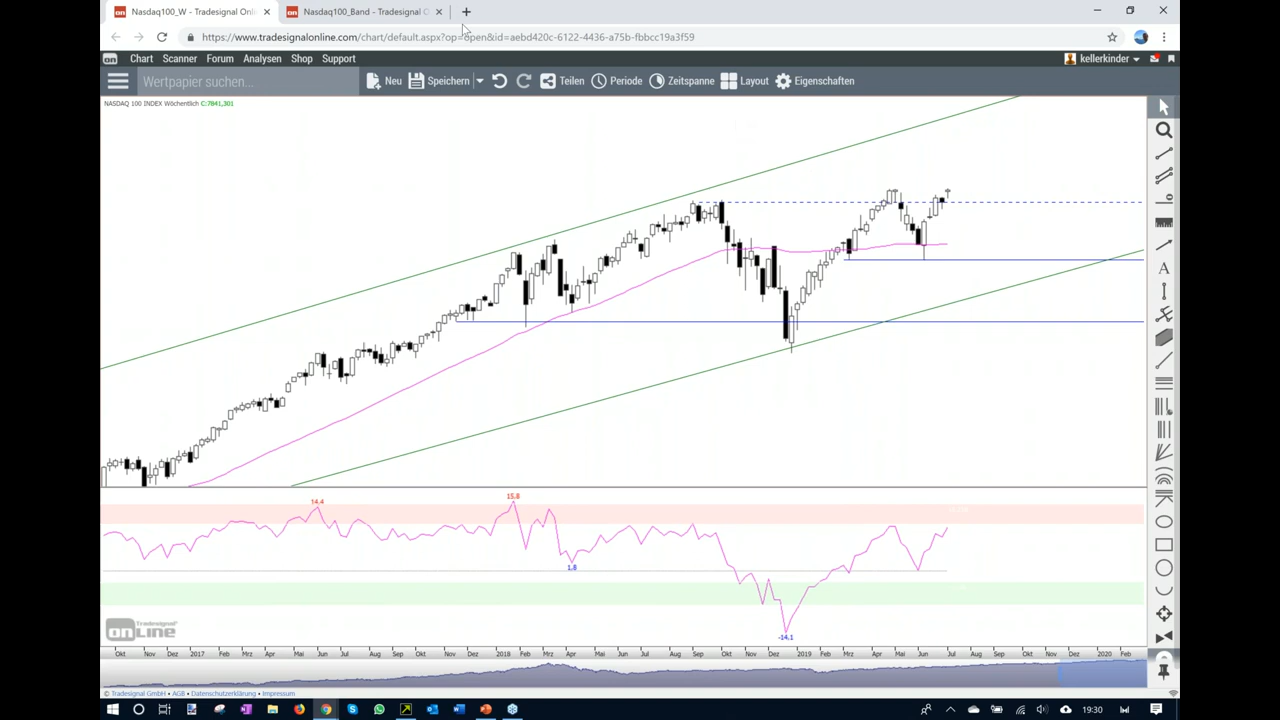 Nasdaq100_W - Tradesignal Onli
Nasdaq100_Band - Tradesignal O
https://www.tradesignalonline.com/chart/default.aspx?op=open&id=aebd420c-6122-4436-a75b-fbbcc19a3f59
on Chart Scanner Forum Analysen Shop Support kellerkinder
Wertpapier suchen... Neu Speichern Teilen Periode Zeitspanne Layout Eigenschaften
NASDAQ 100 INDEX Wöchentlich C:7841,301
A
14.4
15.8
1.8
-14.1
Tradesignal
ONLINE
Okt Nov Dez 2017 Mrz Apr Mai Jun Jul Aug Sep Okt Nov Dez 2018 Feb Mrz Apr Mai Jun Jul Aug Sep Okt Nov Dez 2019 Feb Mrz Apr Mai Jun Jul Aug Sep Okt Nov Dez 2020 Feb
© Tradesignal GmbH • AGB • Datenschutzerklärung • Impressum
19:30